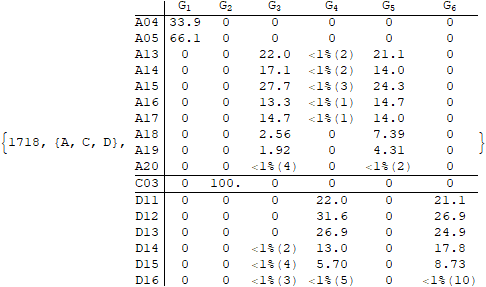 G1 G2 G3 G4 G5 G6
A04 33.9 0 0 0 0 0
A05 66.1 0 0 0 0 0
A13 0 0 22.0 <1%(2) 21.1 0
A14 0 0 17.1 <1%(2) 14.0 0
A15 0 0 27.7 <1%(3) 24.3 0
A16 0 0 13.3 <1%(1) 14.7 0
A17 0 0 14.7 <1%(1) 14.0 0
{1718, {A, C, D}, A18 0 0 2.56 0 7.39 0 }
A19 0 0 1.92 0 4.31 0
A20 0 0 <1%(4) 0 <1%(2) 0
C03 0 100. 0 0 0 0
D11 0 0 0 22.0 0 21.1
D12 0 0 0 31.6 0 26.9
D13 0 0 0 26.9 0 24.9
D14 0 0 <1%(2) 13.0 0 17.8
D15 0 0 <1%(4) 5.70 0 8.73
D16 0 0 <1%(3) <1%(5) 0 <1%(10)